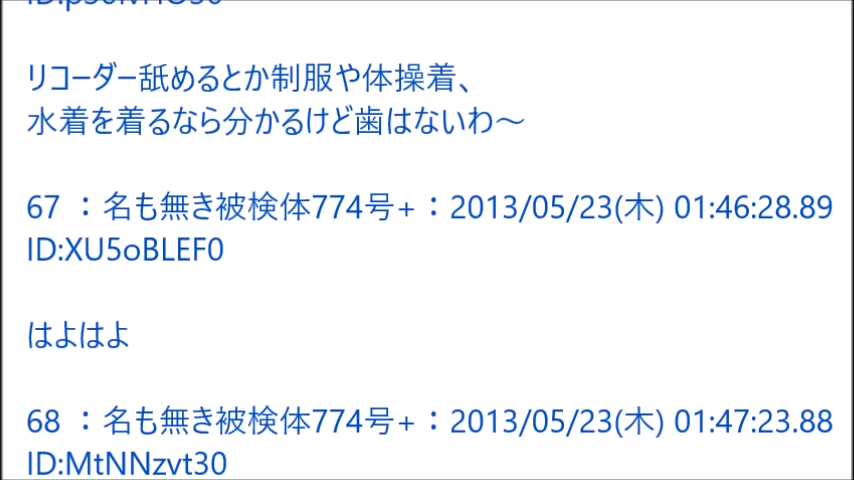 リコーダー舐めるとか制服や体操着、
水着を着るなら分かるけど歯はないわ〜
67 ：名も無き被検体774号+：2013/05/23(木) 01:46:28.89
ID:XU5oBLEF0
はよはよ
68 ：名も無き被検体774号+：2013/05/23(木) 01:47:23.88
ID:MtNNzvt30